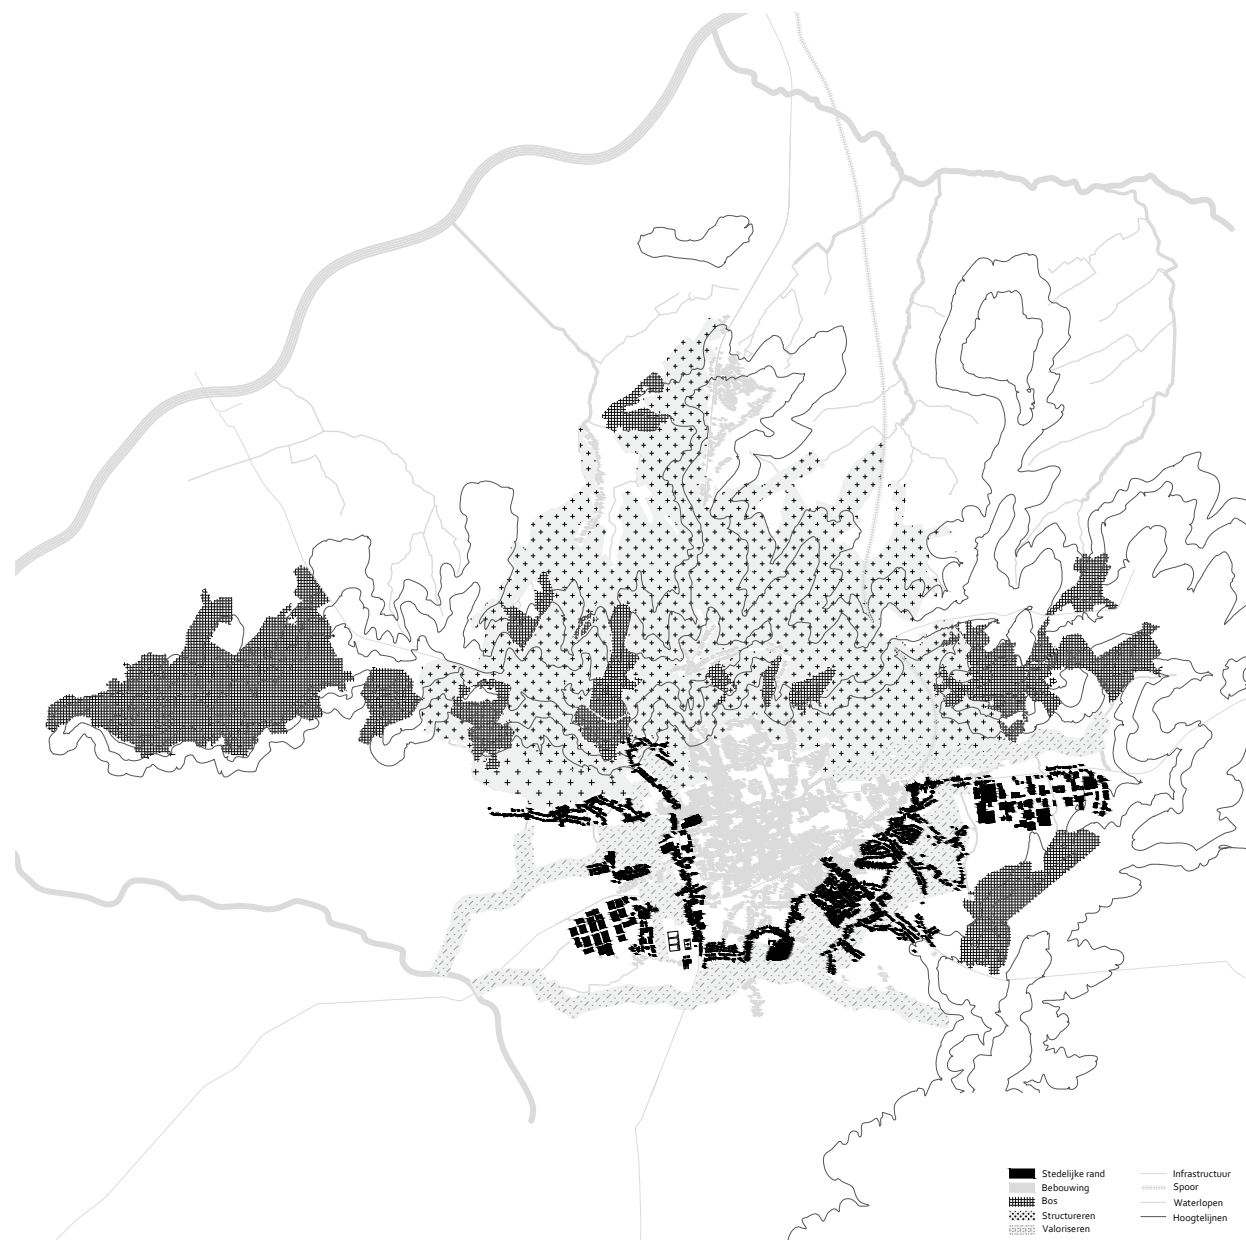 Stedelijke rand
Bebouwing
Bos
Structureren
Valoriseren
Infrastructuur
Spoor
Waterlopen
Hoogtelijnen